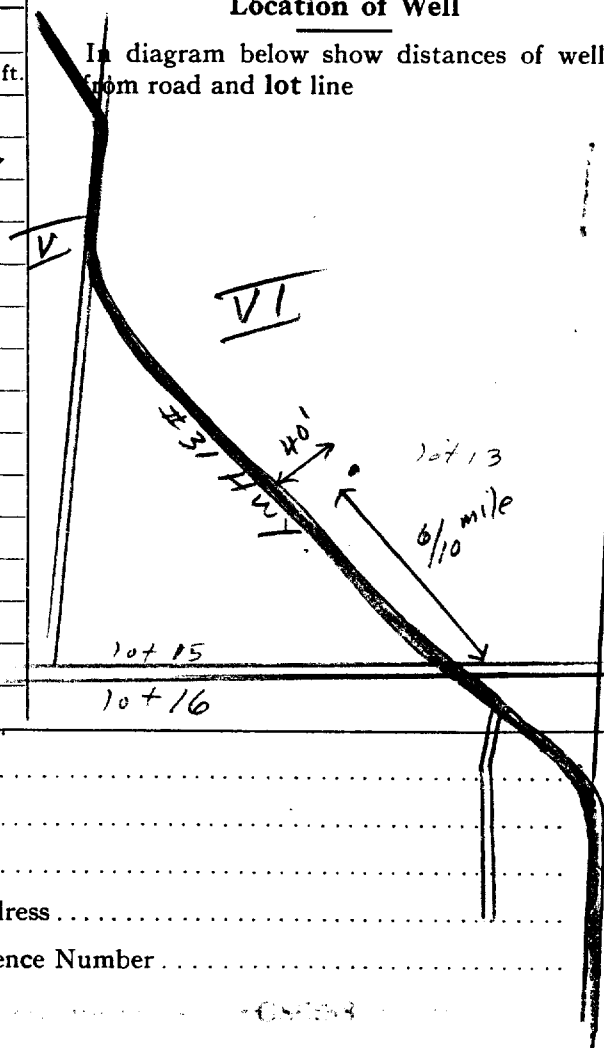 Location of Well
ft.
In diagram below show distances of well
from road and lot line
V
VI
#31 HWY
40'
lot 13
6/10 mile
lot 15
lot 16
dress
ence Number